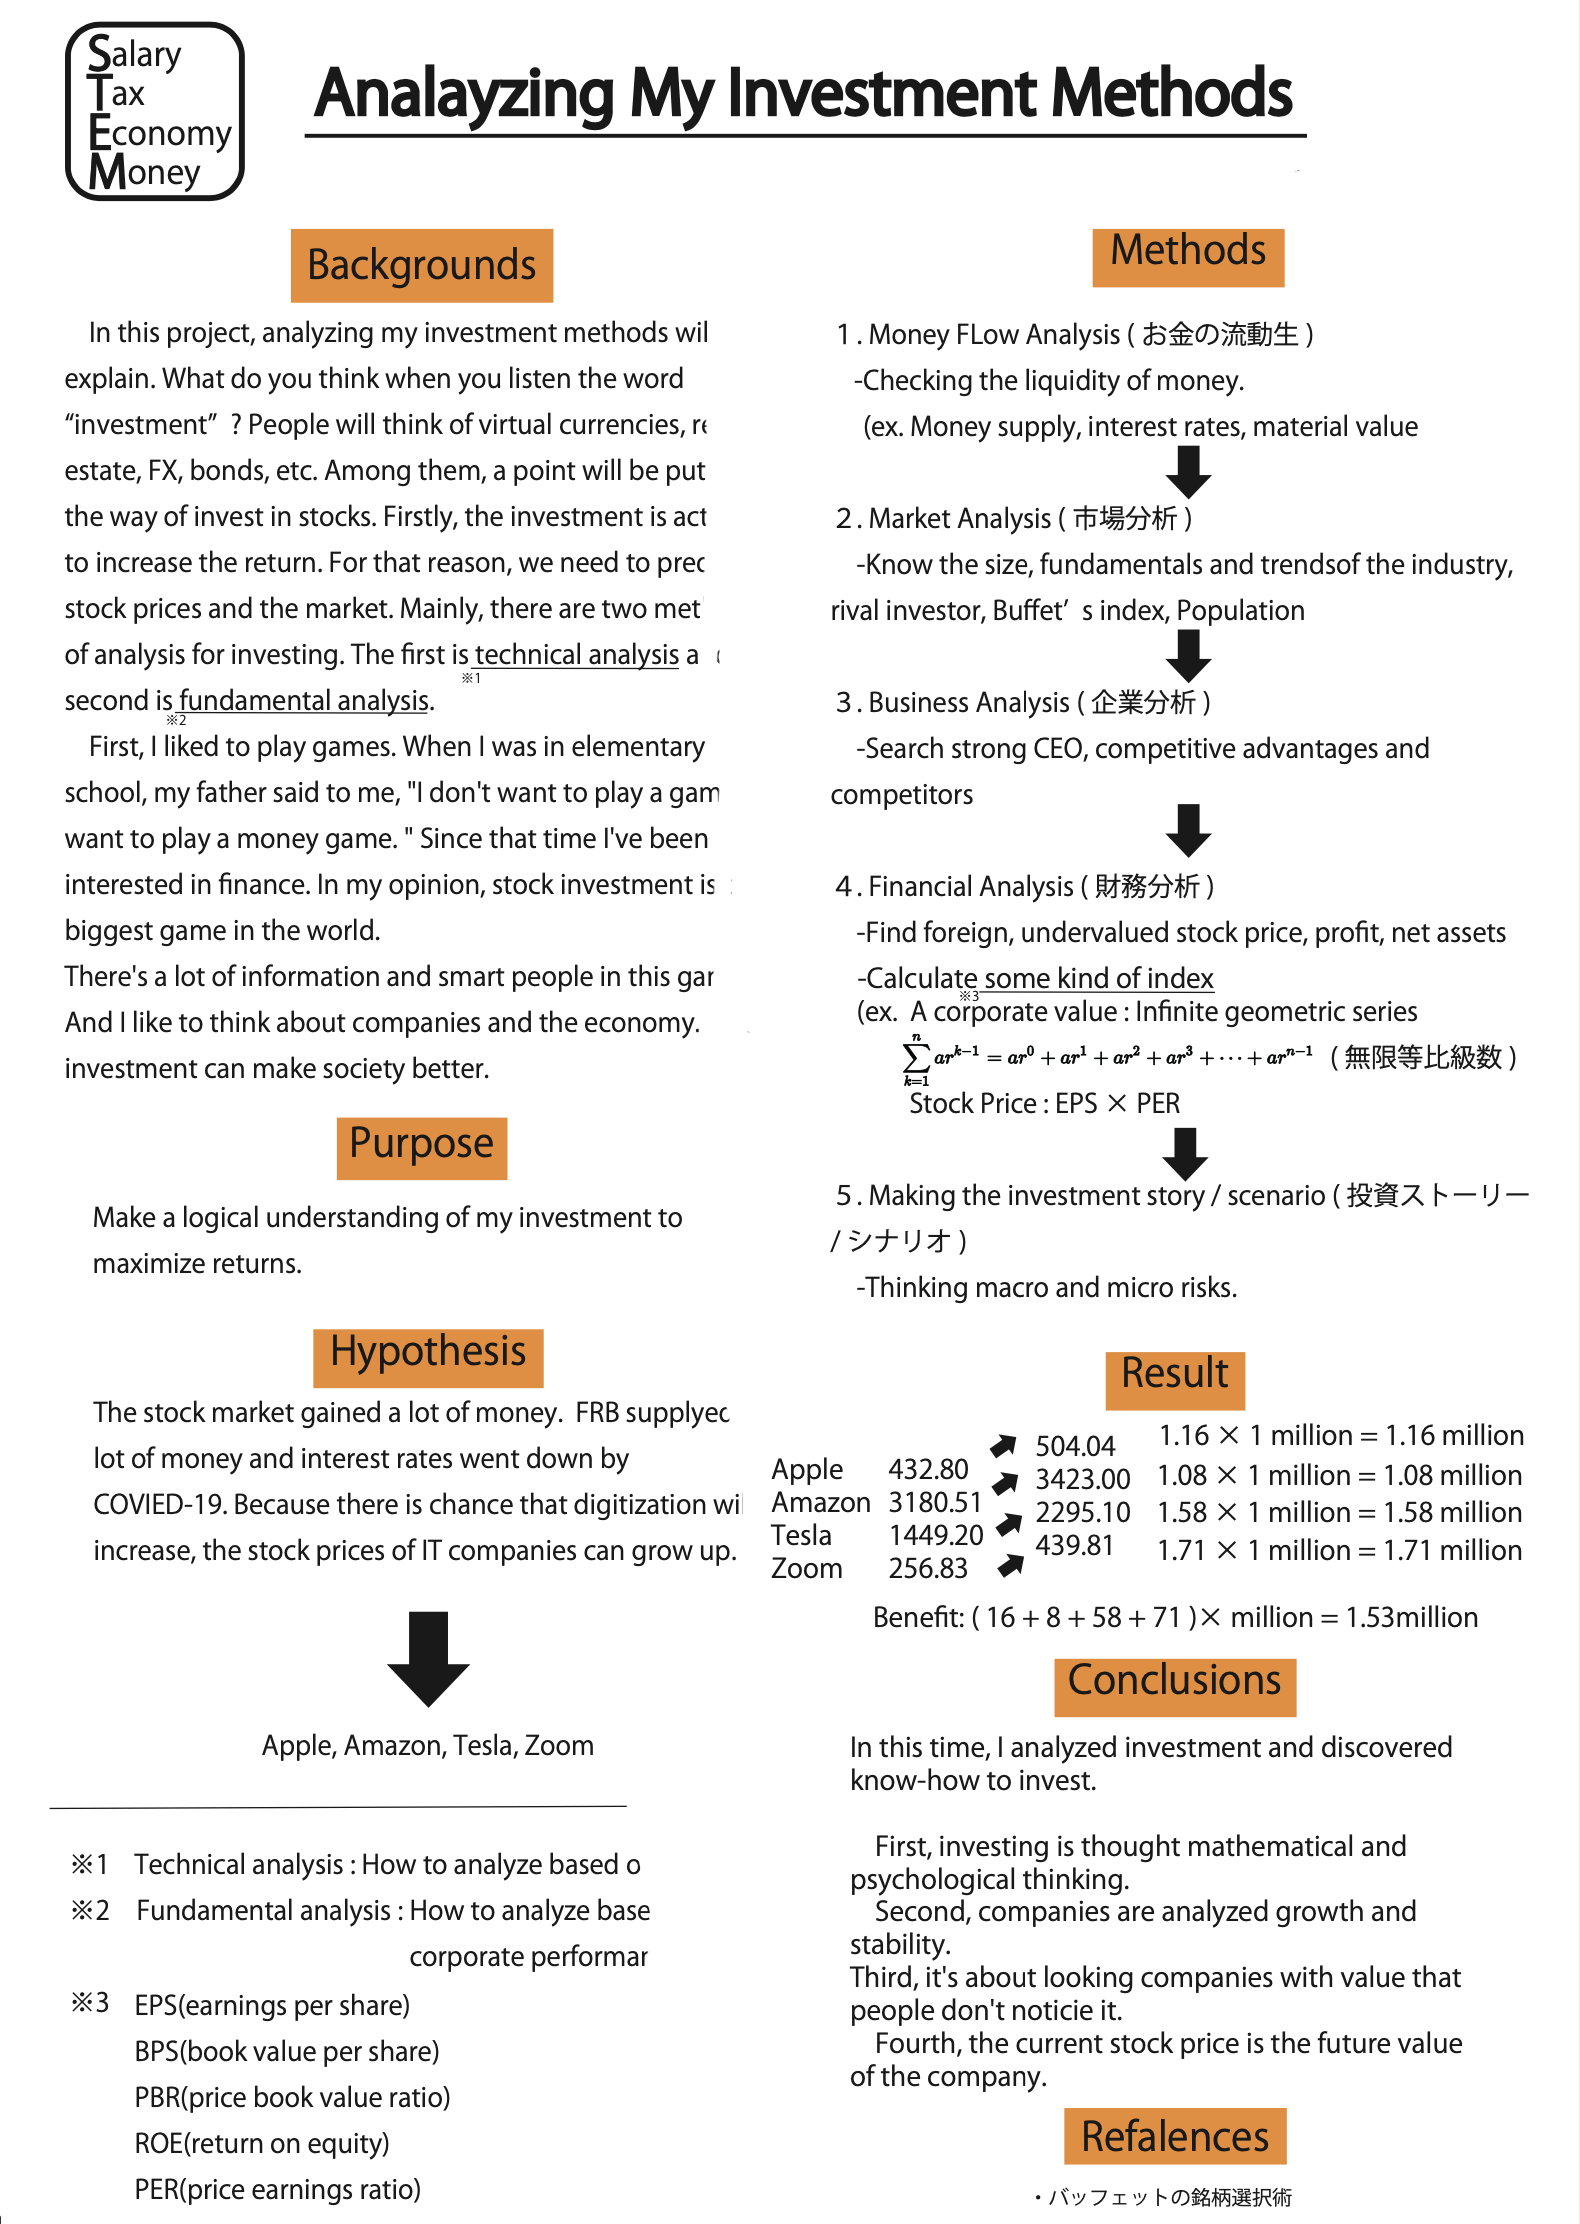 Salary
Tax
Economy
Money
Analayzing My Investment Methods
Backgrounds
In this project, analyzing my investment methods wil
explain. What do you think when you listen the word
“investment” ? People will think of virtual currencies, re
estate, FX, bonds, etc. Among them, a point will be put
the way of invest in stocks. Firstly, the investment is act
to increase the return. For that reason, we need to prec
stock prices and the market. Mainly, there are two met
of analysis for investing. The first is technical analysis a
※1
second is fundamental analysis.
※2
First, I liked to play games. When I was in elementary
school, my father said to me, "I don't want to play a gam
want to play a money game. " Since that time I've been
interested in finance. In my opinion, stock investment is
biggest game in the world.
There's a lot of information and smart people in this gar
And I like to think about companies and the economy.
investment can make society better.
Purpose
Make a logical understanding of my investment to
maximize returns.
Hypothesis
The stock market gained a lot of money. FRB supplyec
lot of money and interest rates went down by
COVIED-19. Because there is chance that digitization wil
increase, the stock prices of IT companies can grow up.
Apple, Amazon, Tesla, Zoom
※1 Technical analysis : How to analyze based o
※2 Fundamental analysis : How to analyze base
corporate performar
※3 EPS(earnings per share)
BPS(book value per share)
PBR(price book value ratio)
ROE(return on equity)
PER(price earnings ratio)
Methods
1 . Money FLow Analysis ( お金の流動生 )
-Checking the liquidity of money.
(ex. Money supply, interest rates, material value
2 . Market Analysis ( 市場分析 )
-Know the size, fundamentals and trendsof the industry,
rival investor, Buffet’ s index, Population
3 . Business Analysis ( 企業分析 )
-Search strong CEO, competitive advantages and
competitors
4 . Financial Analysis ( 財務分析 )
-Find foreign, undervalued stock price, profit, net assets
-Calculate some kind of index
※3
(ex. A corporate value : Infinite geometric series
∑ₖ₌₁ⁿ arᵏ⁻¹ = ar⁰ + ar¹ + ar² + ar³ + ⋯ + arⁿ⁻¹ ( 無限等比級数 )
Stock Price : EPS × PER
5 . Making the investment story / scenario ( 投資ストーリー
/ シナリオ )
-Thinking macro and micro risks.
Result
Apple 432.80 504.04 1.16 × 1 million = 1.16 million
Amazon 3180.51 3423.00 1.08 × 1 million = 1.08 million
Tesla 1449.20 2295.10 1.58 × 1 million = 1.58 million
Zoom 256.83 439.81 1.71 × 1 million = 1.71 million
Benefit: ( 16 + 8 + 58 + 71 )× million = 1.53million
Conclusions
In this time, I analyzed investment and discovered
know-how to invest.
First, investing is thought mathematical and
psychological thinking.
Second, companies are analyzed growth and
stability.
Third, it's about looking companies with value that
people don't noticie it.
Fourth, the current stock price is the future value
of the company.
Refalences
・バッフェットの銘柄選択術